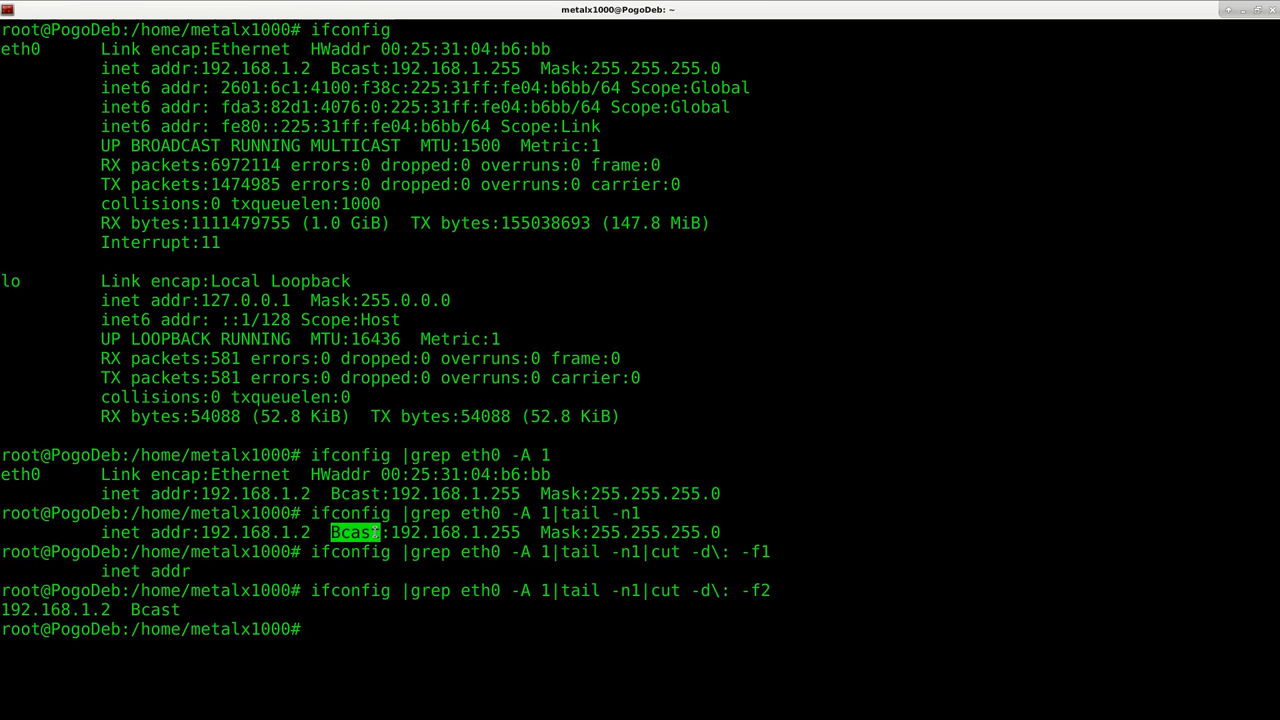 metalx1000@PogoDeb: ~
root@PogoDeb:/home/metalx1000# ifconfig
eth0 Link encap:Ethernet HWaddr 00:25:31:04:b6:bb
inet addr:192.168.1.2 Bcast:192.168.1.255 Mask:255.255.255.0
inet6 addr: 2601:6c1:4100:f38c:225:31ff:fe04:b6bb/64 Scope:Global
inet6 addr: fda3:82d1:4076:0:225:31ff:fe04:b6bb/64 Scope:Global
inet6 addr: fe80::225:31ff:fe04:b6bb/64 Scope:Link
UP BROADCAST RUNNING MULTICAST MTU:1500 Metric:1
RX packets:6972114 errors:0 dropped:0 overruns:0 frame:0
TX packets:1474985 errors:0 dropped:0 overruns:0 carrier:0
collisions:0 txqueuelen:1000
RX bytes:1111479755 (1.0 GiB) TX bytes:155038693 (147.8 MiB)
Interrupt:11
lo Link encap:Local Loopback
inet addr:127.0.0.1 Mask:255.0.0.0
inet6 addr: ::1/128 Scope:Host
UP LOOPBACK RUNNING MTU:16436 Metric:1
RX packets:581 errors:0 dropped:0 overruns:0 frame:0
TX packets:581 errors:0 dropped:0 overruns:0 carrier:0
collisions:0 txqueuelen:0
RX bytes:54088 (52.8 KiB) TX bytes:54088 (52.8 KiB)
root@PogoDeb:/home/metalx1000# ifconfig |grep eth0 -A 1
eth0 Link encap:Ethernet HWaddr 00:25:31:04:b6:bb
inet addr:192.168.1.2 Bcast:192.168.1.255 Mask:255.255.255.0
root@PogoDeb:/home/metalx1000# ifconfig |grep eth0 -A 1|tail -n1
inet addr:192.168.1.2 Bcast:192.168.1.255 Mask:255.255.255.0
root@PogoDeb:/home/metalx1000# ifconfig |grep eth0 -A 1|tail -n1|cut -d\: -f1
inet addr
root@PogoDeb:/home/metalx1000# ifconfig |grep eth0 -A 1|tail -n1|cut -d\: -f2
192.168.1.2 Bcast
root@PogoDeb:/home/metalx1000#